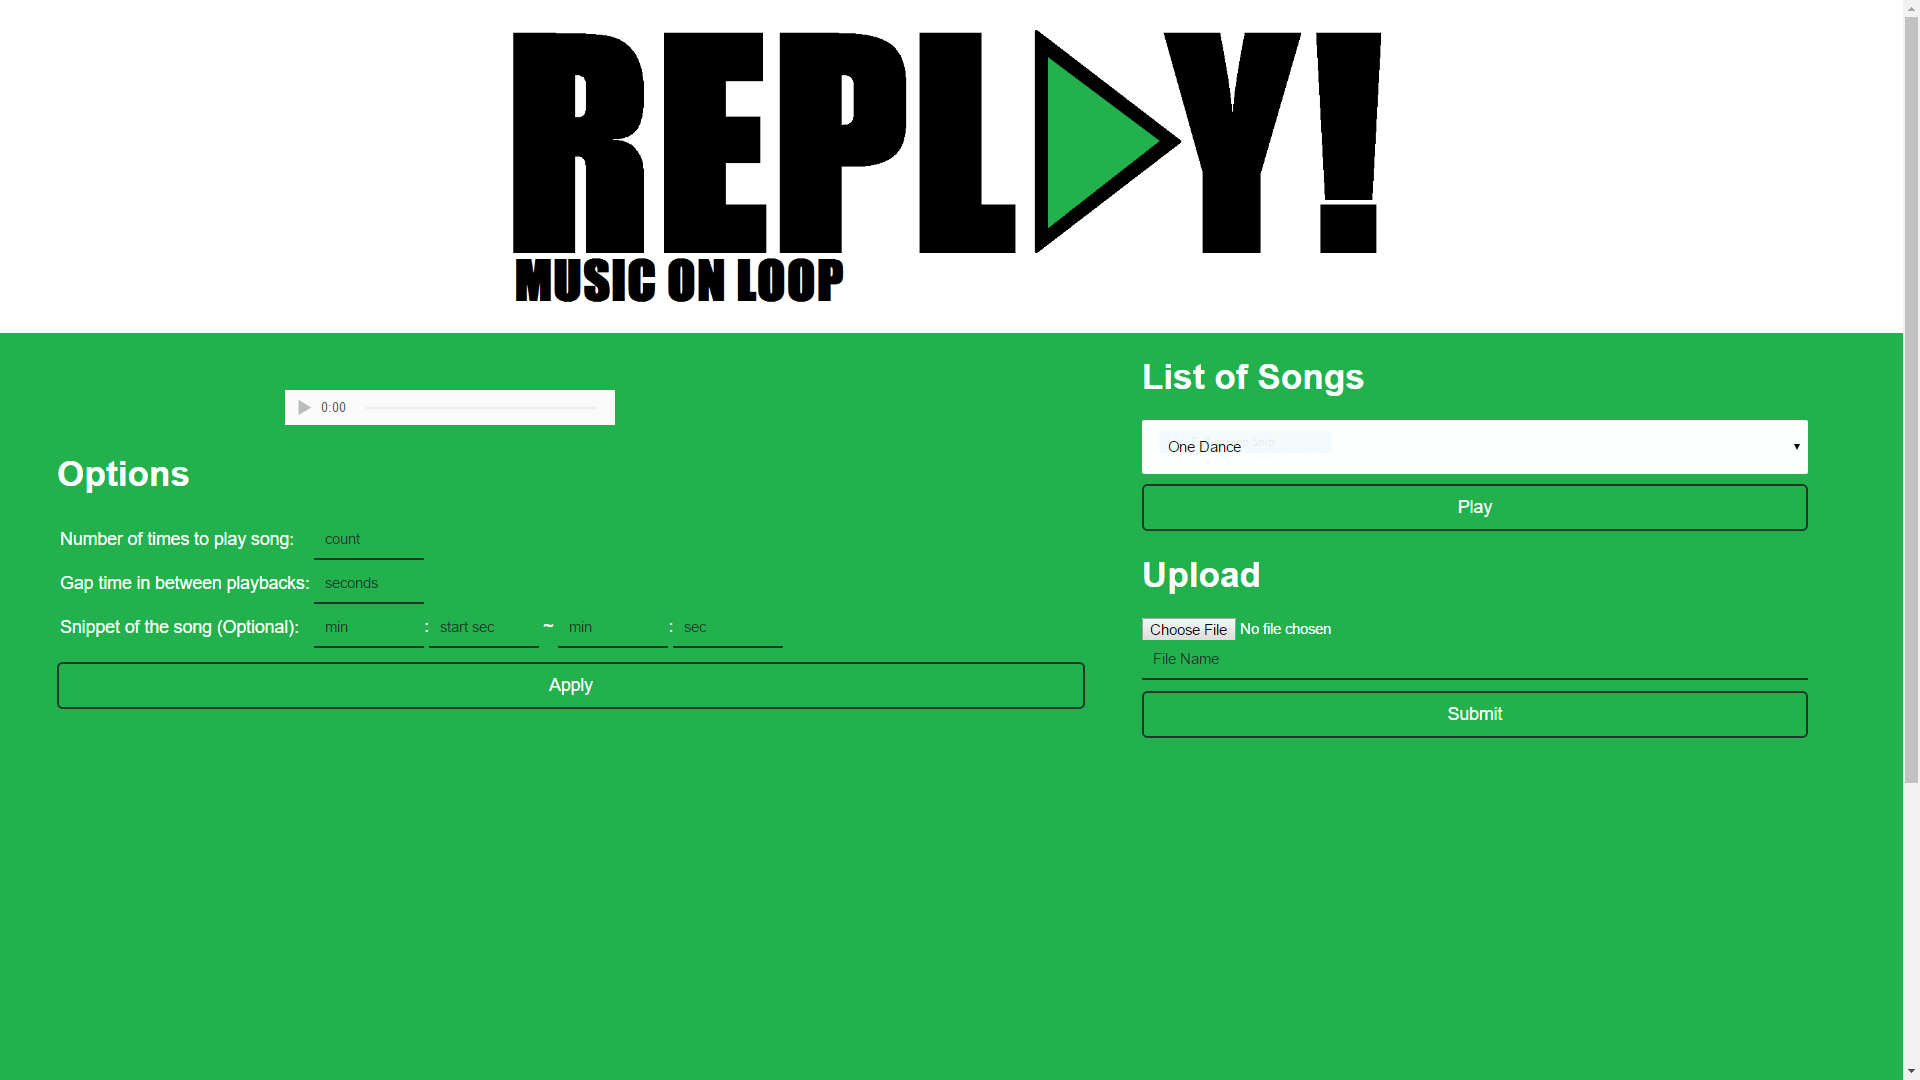 REPLAY!
MUSIC ON LOOP
0:00
Options
Number of times to play song: count
Gap time in between playbacks: seconds
Snippet of the song (Optional): min : start sec ~ min : sec
Apply
List of Songs
One Dance
Play
Upload
Choose File No file chosen
File Name
Submit